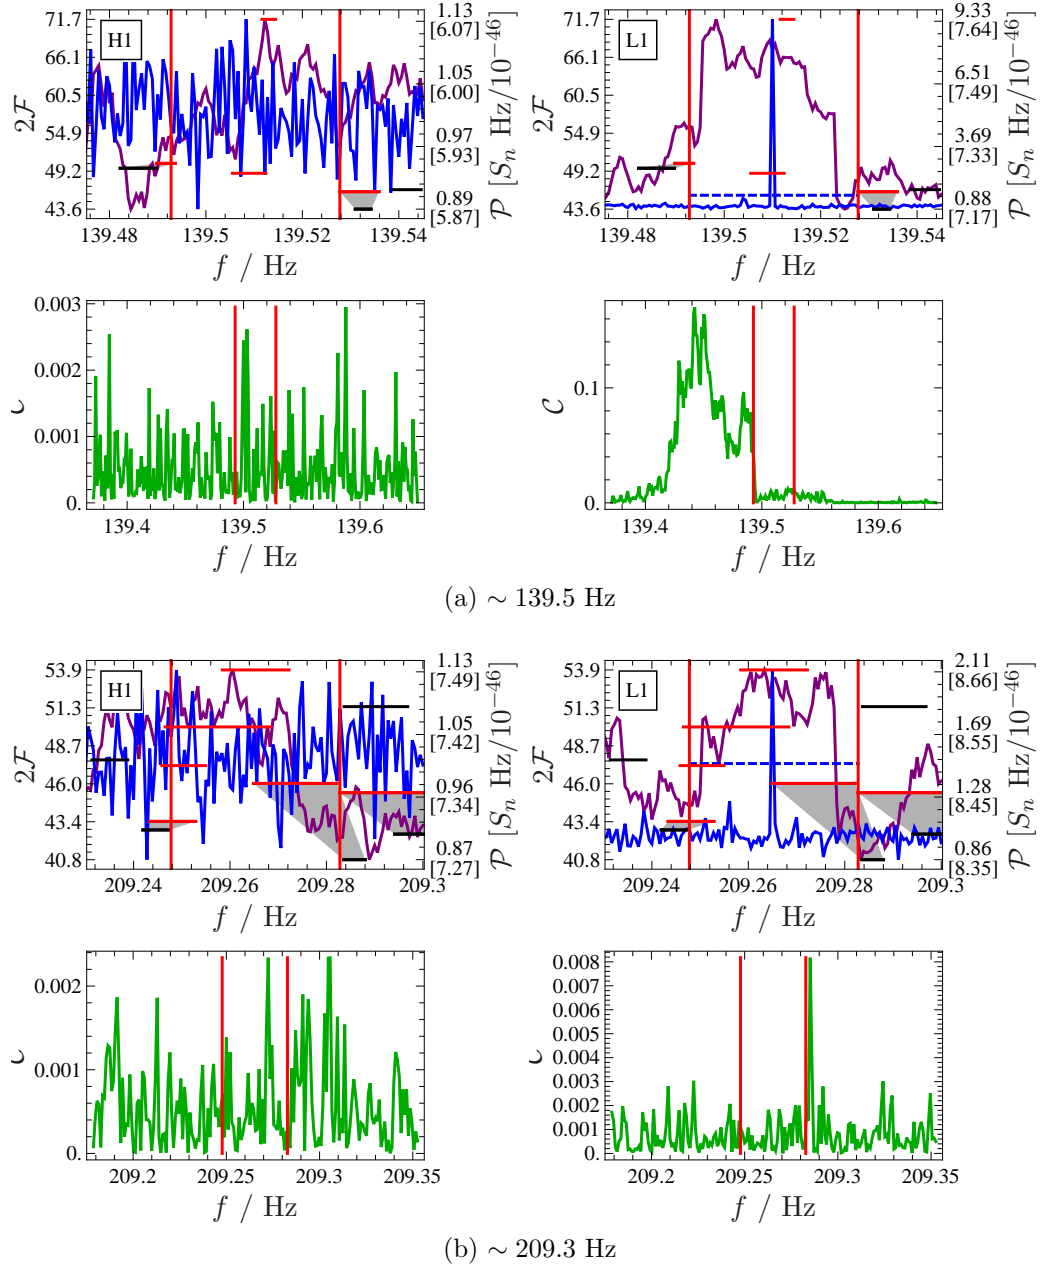 H1
2ℱ
71.7
66.1
60.5
54.9
49.2
43.6
1.13
[6.07]
1.05
[6.00]
0.97
[5.93]
0.89
[5.87]
𝒫 [Sₙ Hz/10⁻⁴⁶]
139.48 139.5 139.52 139.54
f / Hz
L1
2ℱ
71.7
66.1
60.5
54.9
49.2
43.6
9.33
[7.64]
6.51
[7.49]
3.69
[7.33]
0.88
[7.17]
𝒫 [Sₙ Hz/10⁻⁴⁶]
139.48 139.5 139.52 139.54
f / Hz
0.003
0.002
0.001
0.
139.4 139.5 139.6
f / Hz
𝒞
0.1
0.
139.4 139.5 139.6
f / Hz
(a) ∼ 139.5 Hz
H1
2ℱ
53.9
51.3
48.7
46.0
43.4
40.8
1.13
[7.49]
1.05
[7.42]
0.96
[7.34]
0.87
[7.27]
𝒫 [Sₙ Hz/10⁻⁴⁶]
209.24 209.26 209.28 209.3
f / Hz
L1
2ℱ
53.9
51.3
48.7
46.0
43.4
40.8
2.11
[8.66]
1.69
[8.55]
1.28
[8.45]
0.86
[8.35]
𝒫 [Sₙ Hz/10⁻⁴⁶]
209.24 209.26 209.28 209.3
f / Hz
0.002
0.001
0.
209.2 209.25 209.3 209.35
f / Hz
0.008
0.007
0.006
0.005
0.004
0.003
0.002
0.001
0.
209.2 209.25 209.3 209.35
f / Hz
(b) ∼ 209.3 Hz